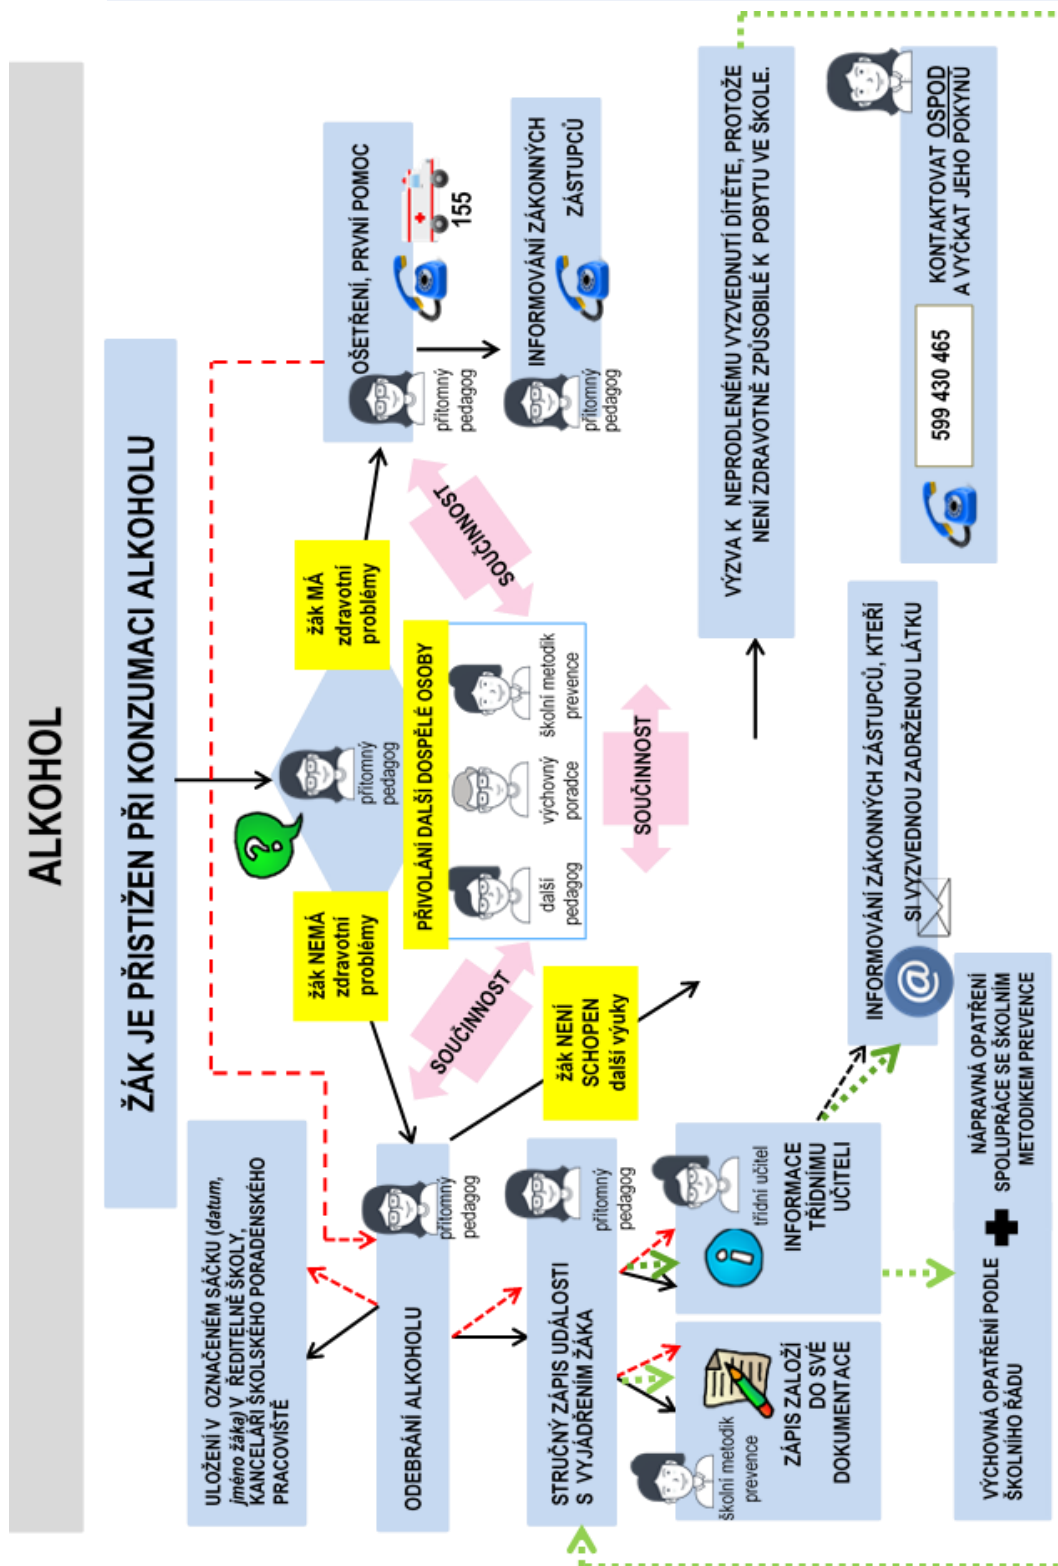 ALKOHOL
ŽÁK JE PŘISTIŽEN PŘI KONZUMACI ALKOHOLU
ULOŽENÍ V OZNAČENÉM SÁČKU (datum,
jméno žáka) V ŘEDITELNĚ ŠKOLY,
KANCELÁŘI ŠKOLSKÉHO PORADENSKÉHO
PRACOVIŠTĚ
přítomný
pedagog
žák NEMÁ
zdravotní
problémy
žák MÁ
zdravotní
problémy
OŠETŘENÍ, PRVNÍ POMOC
155
přítomný
pedagog
ODEBRÁNÍ ALKOHOLU
přítomný
pedagog
SOUČINNOST
PŘIVOLÁNÍ DALŠÍ DOSPĚLÉ OSOBY
další
pedagog
výchovný
poradce
školní metodik
prevence
SOUČINNOST
INFORMOVÁNÍ ZÁKONNÝCH
ZÁSTUPCŮ
přítomný
pedagog
STRUČNÝ ZÁPIS UDÁLOSTI
S VYJÁDŘENÍM ŽÁKA
přítomný
pedagog
žák NENÍ
SCHOPEN
další výuky
SOUČINNOST
školní metodik
prevence
ZÁPIS ZALOŽÍ
DO SVÉ
DOKUMENTACE
třídní učitel
INFORMACE
TŘÍDNÍMU
UČITELI
VÝZVA K NEPRODLENÉMU VYZVEDNUTÍ DÍTĚTE, PROTOŽE
NENÍ ZDRAVOTNĚ ZPŮSOBILÉ K POBYTU VE ŠKOLE.
INFORMOVÁNÍ ZÁKONNÝCH ZÁSTUPCŮ, KTEŘÍ
SI VYZVEDNOU ZADRŽENOU LÁTKU
@
599 430 465
KONTAKTOVAT OSPOD
A VYČKAT JEHO POKYNŮ
VÝCHOVNÁ OPATŘENÍ PODLE
ŠKOLNÍHO ŘÁDU
NÁPRAVNÁ OPATŘENÍ
SPOLUPRÁCE SE ŠKOLNÍM
METODIKEM PREVENCE